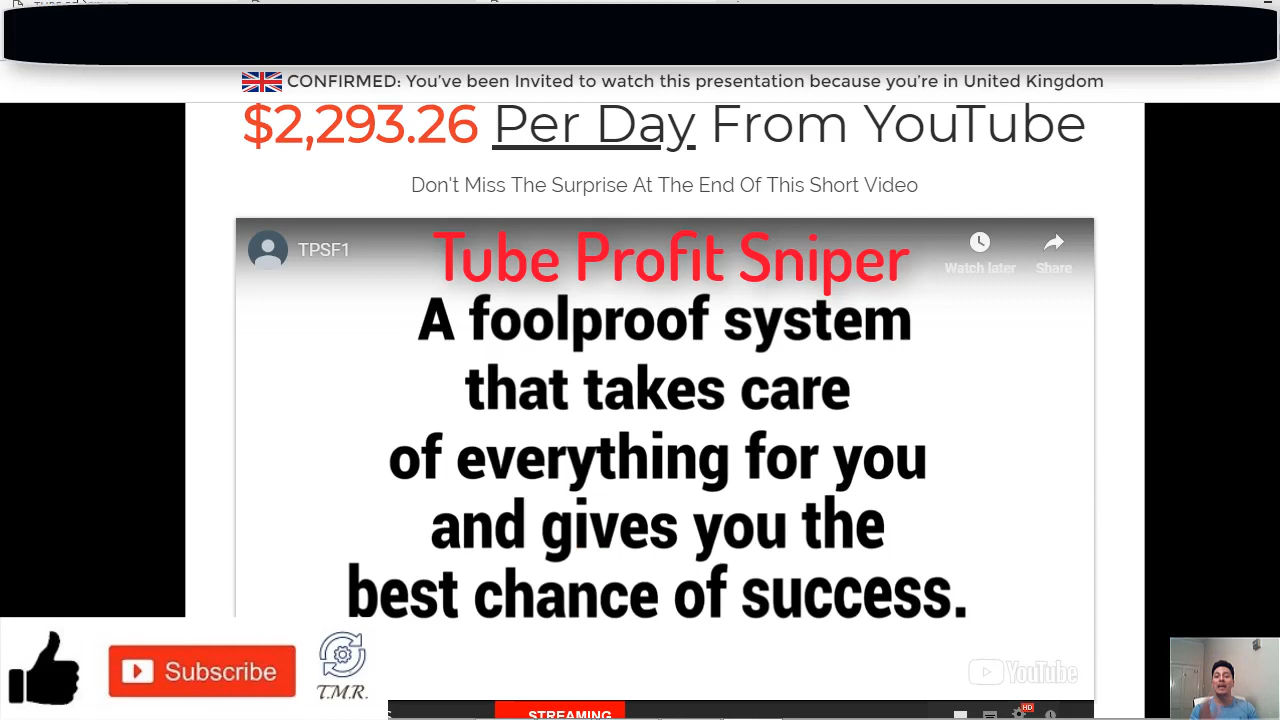 CONFIRMED: You've been Invited to watch this presentation because you're in United Kingdom
$2,293.26 Per Day From YouTube
Don't Miss The Surprise At The End Of This Short Video
TPSF1
Tube Profit Sniper
Watch later
Share
A foolproof system
that takes care
of everything for you
and gives you the
best chance of success.
Subscribe
T.M.R.
YouTube
STREAMING
HD